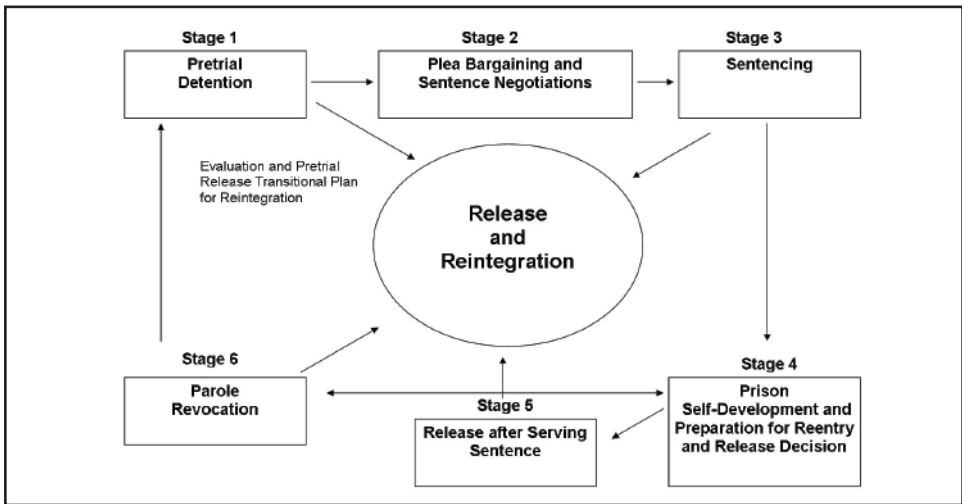 Stage 1
Pretrial
Detention
Stage 2
Plea Bargaining and
Sentence Negotiations
Stage 3
Sentencing
Evaluation and Pretrial
Release Transitional Plan
for Reintegration
Release
and
Reintegration
Stage 6
Parole
Revocation
Stage 5
Release after Serving
Sentence
Stage 4
Prison
Self-Development and
Preparation for Reentry
and Release Decision